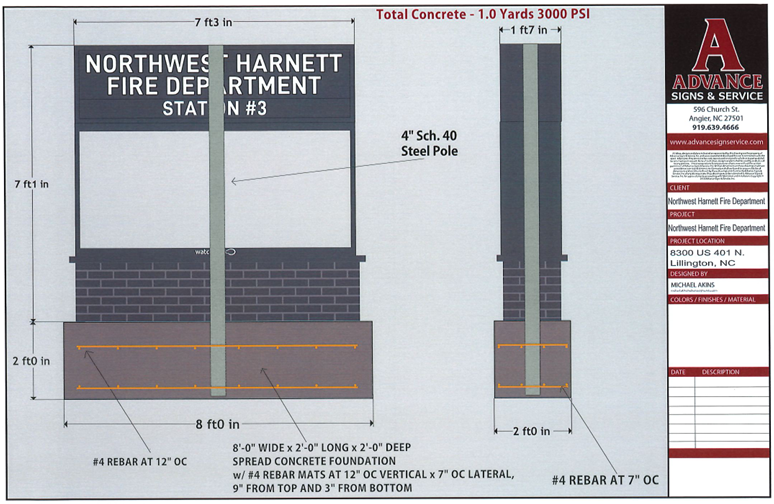 Total Concrete - 1.0 Yards 3000 PSI
7 ft3 in
1 ft7 in
NORTHWEST HARNETT
FIRE DEPARTMENT
STATION #3
4" Sch. 40
Steel Pole
7 ft1 in
watc
2 ft0 in
8 ft0 in
2 ft0 in
#4 REBAR AT 12" OC
8'-0" WIDE x 2'-0" LONG x 2'-0" DEEP
SPREAD CONCRETE FOUNDATION
w/ #4 REBAR MATS AT 12" OC VERTICAL x 7" OC LATERAL,
9" FROM TOP AND 3" FROM BOTTOM
#4 REBAR AT 7" OC
A
ADVANCE
SIGNS & SERVICE
596 Church St.
Angier, NC 27501
919.639.4666
www.advancesignservice.com
CLIENT
Northwest Harnett Fire Department
PROJECT
Northwest Harnett Fire Department
PROJECT LOCATION
8300 US 401 N.
Lillington, NC
DESIGNED BY
MICHAEL AKINS
COLORS / FINISHES / MATERIAL
DATE DESCRIPTION